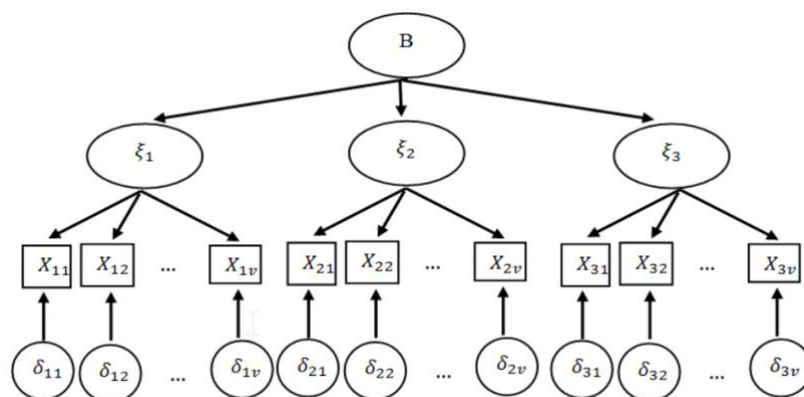 B
ξ₁ ξ₂ ξ₃
X₁₁ X₁₂ ... X₁ᵥ X₂₁ X₂₂ ... X₂ᵥ X₃₁ X₃₂ ... X₃ᵥ
δ₁₁ δ₁₂ ... δ₁ᵥ δ₂₁ δ₂₂ ... δ₂ᵥ δ₃₁ δ₃₂ ... δ₃ᵥ